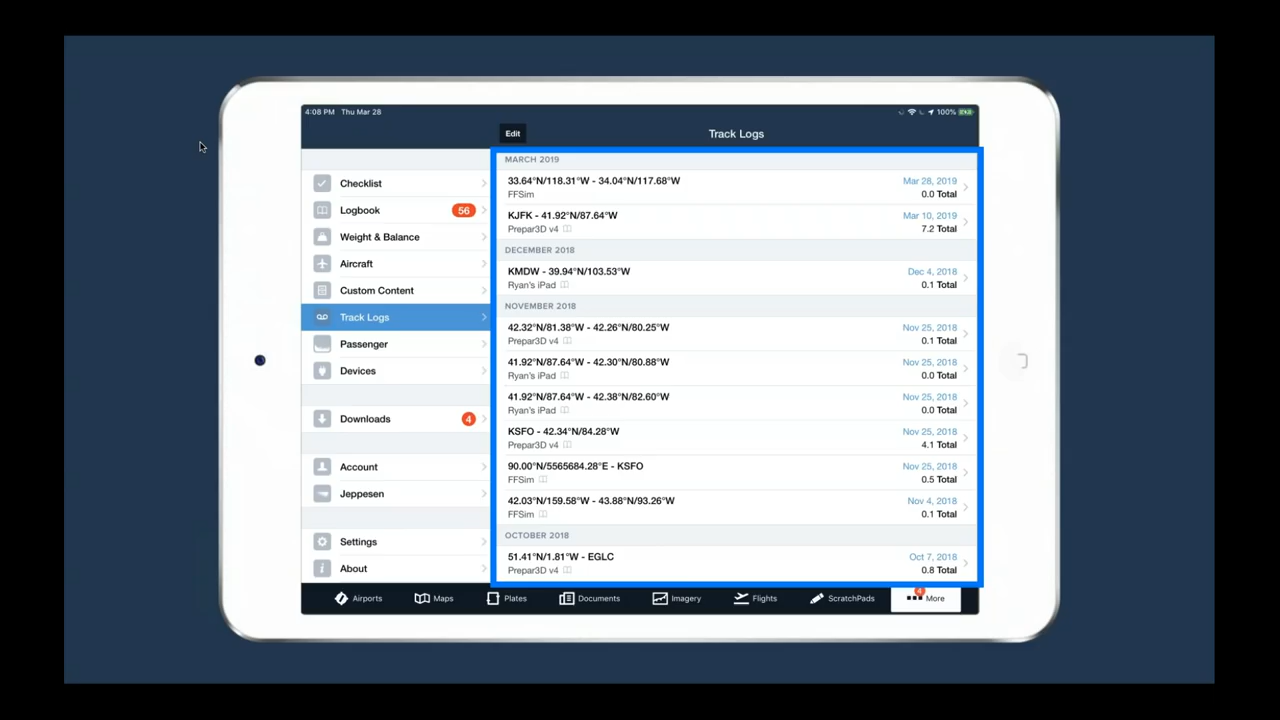 4:08 PM Thu Mar 28
100%
Edit
Track Logs
Checklist
Logbook 56
Weight & Balance
Aircraft
Custom Content
Track Logs
Passenger
Devices
Downloads 4
Account
Jeppesen
Settings
About
MARCH 2019
33.64°N/118.31°W - 34.04°N/117.68°W Mar 28, 2019
FFSim 0.0 Total
KJFK - 41.92°N/87.64°W Mar 10, 2019
Prepar3D v4 7.2 Total
DECEMBER 2018
KMDW - 39.94°N/103.53°W Dec 4, 2018
Ryan's iPad 0.1 Total
NOVEMBER 2018
42.32°N/81.38°W - 42.26°N/80.25°W Nov 25, 2018
Prepar3D v4 0.1 Total
41.92°N/87.64°W - 42.30°N/80.88°W Nov 25, 2018
Ryan's iPad 0.0 Total
41.92°N/87.64°W - 42.38°N/82.60°W Nov 25, 2018
Ryan's iPad 0.0 Total
KSFO - 42.34°N/84.28°W Nov 25, 2018
Prepar3D v4 4.1 Total
90.00°N/5565684.28°E - KSFO Nov 25, 2018
FFSim 0.5 Total
42.03°N/159.58°W - 43.88°N/93.26°W Nov 4, 2018
FFSim 0.1 Total
OCTOBER 2018
51.41°N/1.81°W - EGLC Oct 7, 2018
Prepar3D v4 0.8 Total
Airports Maps Plates Documents Imagery Flights ScratchPads 4 More